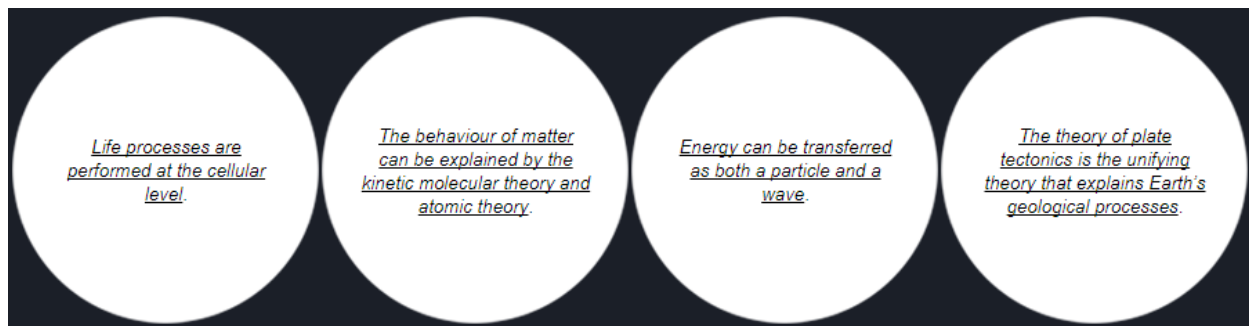 Life processes are
performed at the cellular
level.
The behaviour of matter
can be explained by the
kinetic molecular theory and
atomic theory.
Energy can be transferred
as both a particle and a
wave.
The theory of plate
tectonics is the unifying
theory that explains Earth's
geological processes.